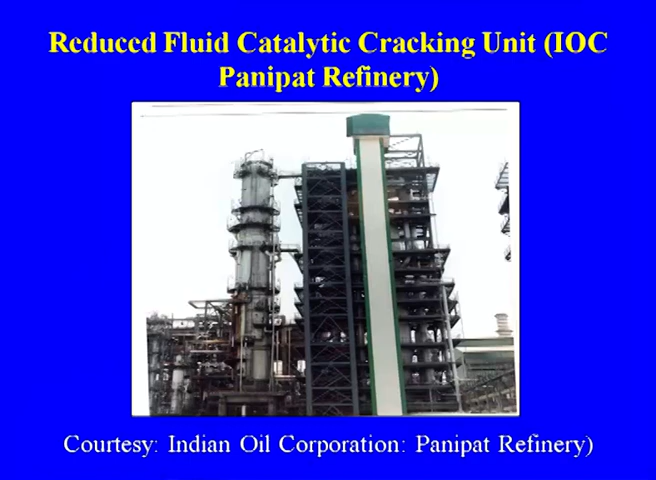 Reduced Fluid Catalytic Cracking Unit (IOC
Panipat Refinery)
Courtesy: Indian Oil Corporation: Panipat Refinery)